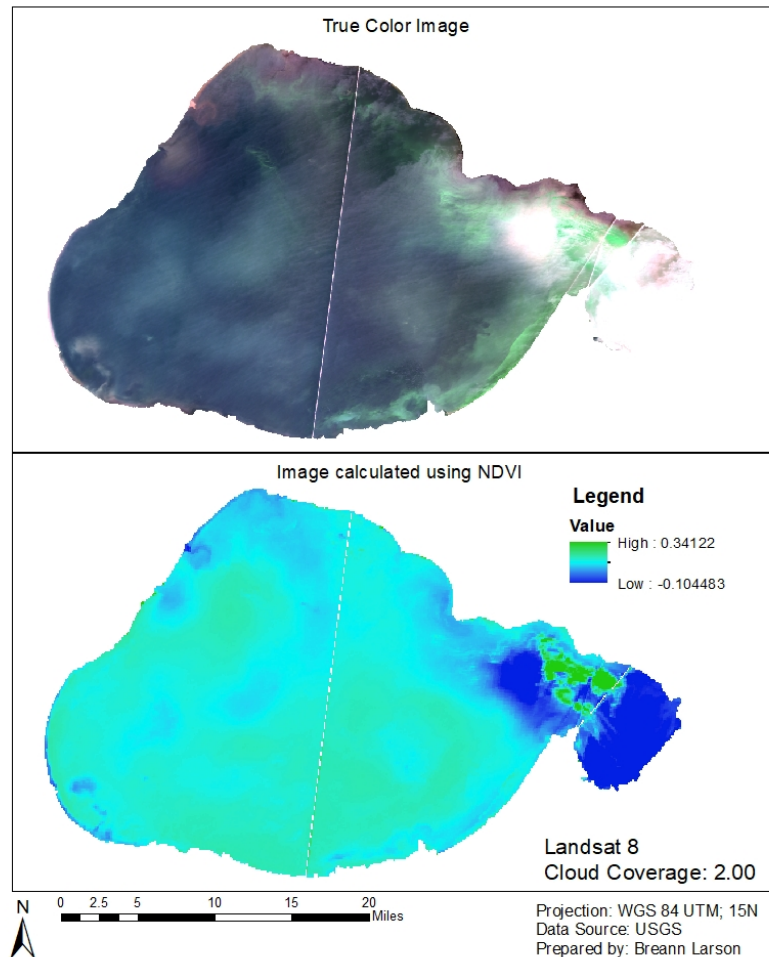 True Color Image
Image calculated using NDVI
Legend
Value
High : 0.34122
Low : -0.104483
Landsat 8
Cloud Coverage: 2.00
N
0 2.5 5 10 15 20
Miles
Projection: WGS 84 UTM; 15N
Data Source: USGS
Prepared by: Breann Larson